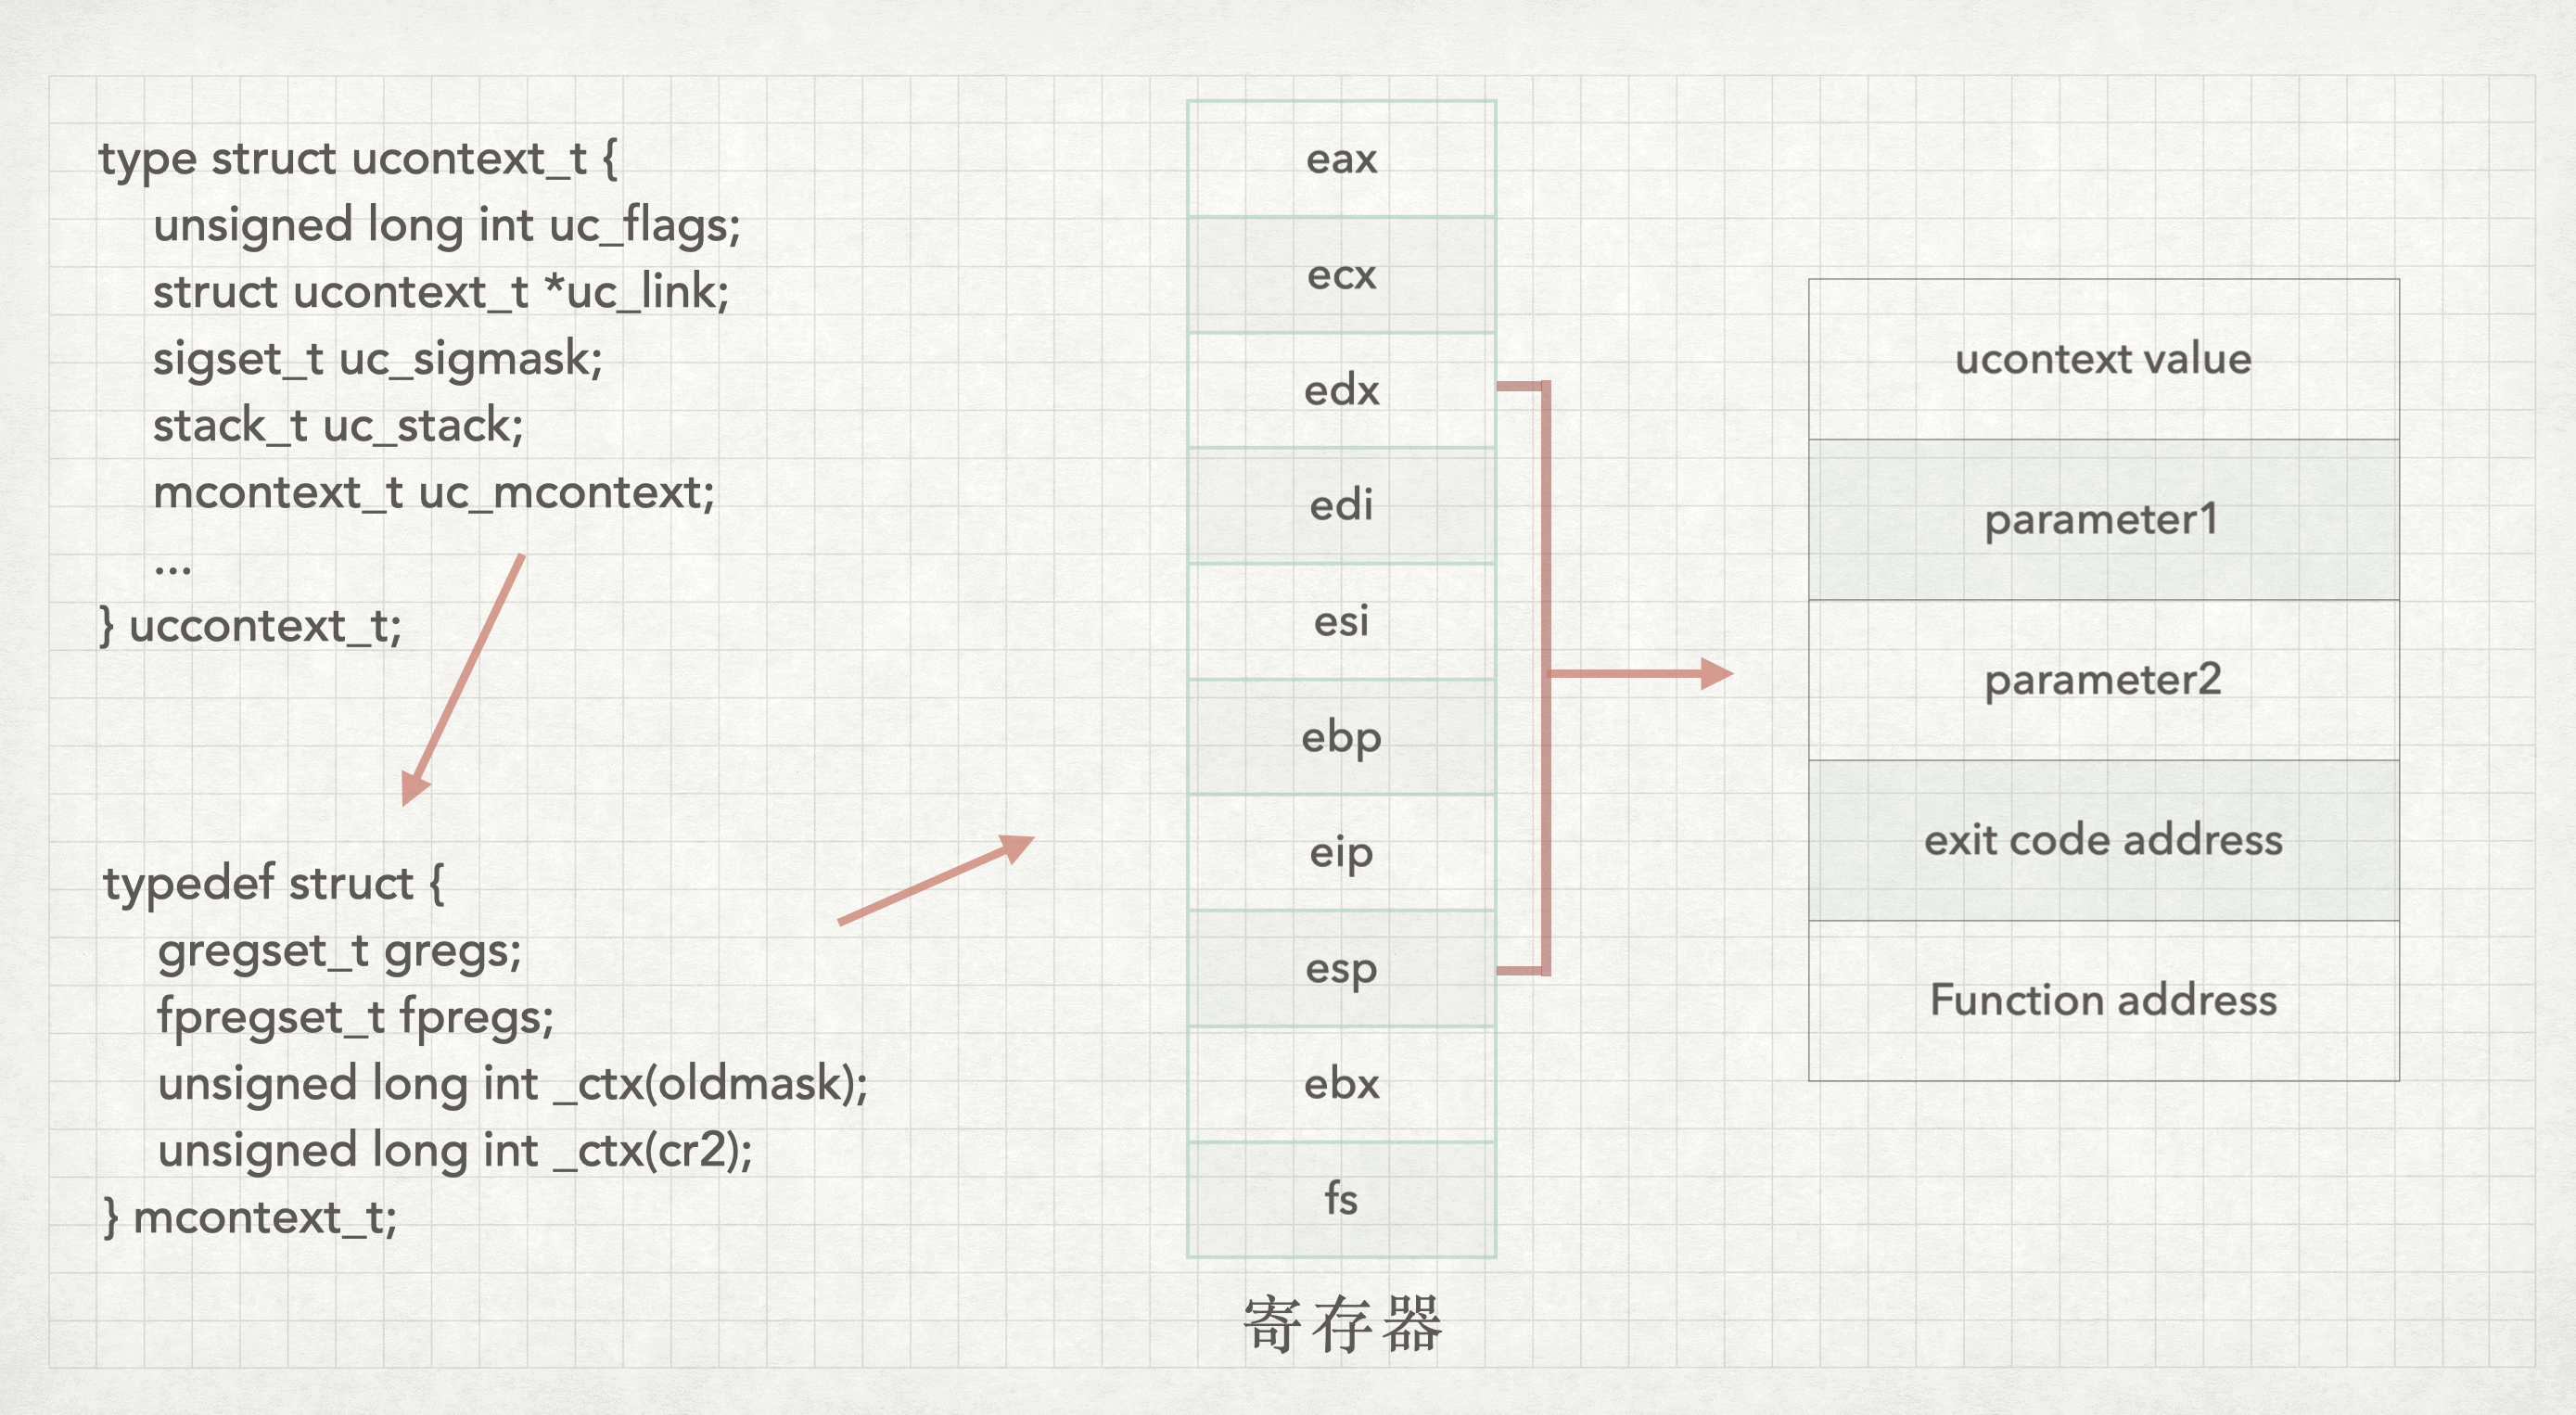 type struct ucontext_t {
unsigned long int uc_flags;
struct ucontext_t *uc_link;
sigset_t uc_sigmask;
stack_t uc_stack;
mcontext_t uc_mcontext;
...
} uccontext_t;
typedef struct {
gregset_t gregs;
fpregset_t fpregs;
unsigned long int _ctx(oldmask);
unsigned long int _ctx(cr2);
} mcontext_t;
eax
ecx
edx
edi
esi
ebp
eip
esp
ebx
fs
寄存器
ucontext value
parameter1
parameter2
exit code address
Function address